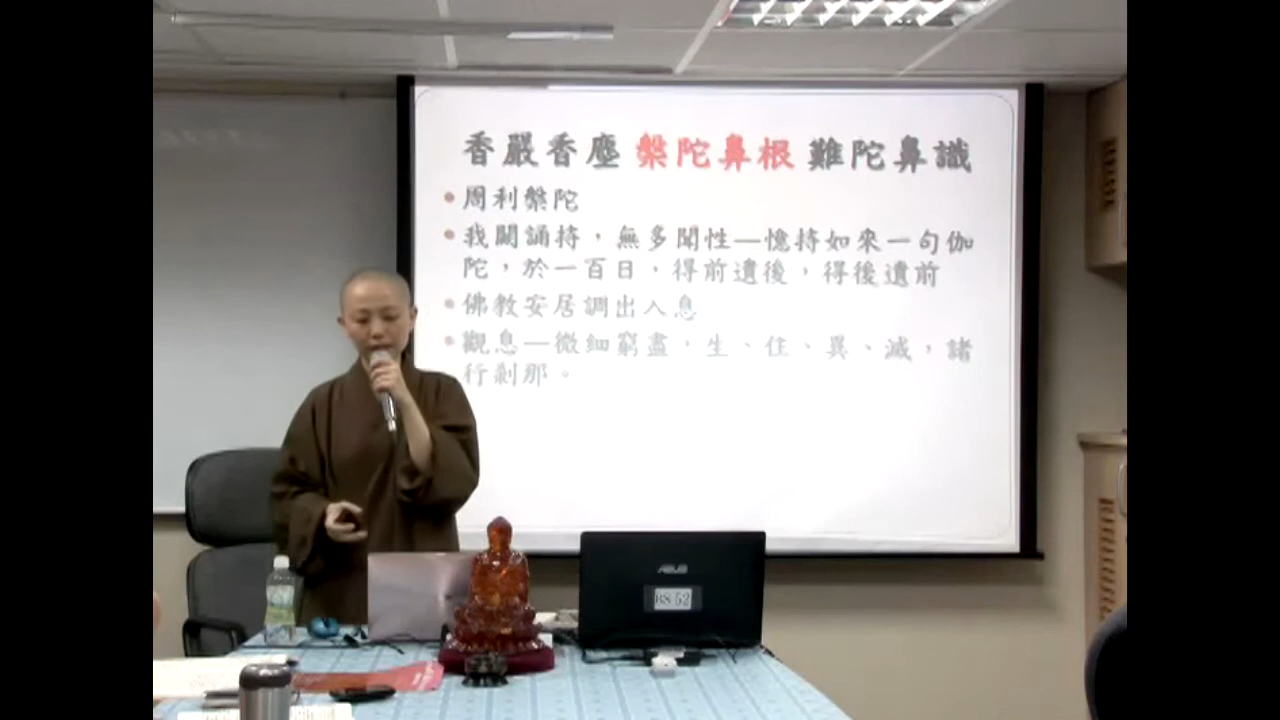 香嚴香塵 槃陀鼻根 難陀鼻識
周利槃陀
我闕誦持，無多聞性—憶持如來一句伽
陀，於一百日，得前遺後，得後遺前
佛教安居調出入息
觀息—微細窮盡，生、住、異、滅，諸
行剎那。
ASUS
BS 52